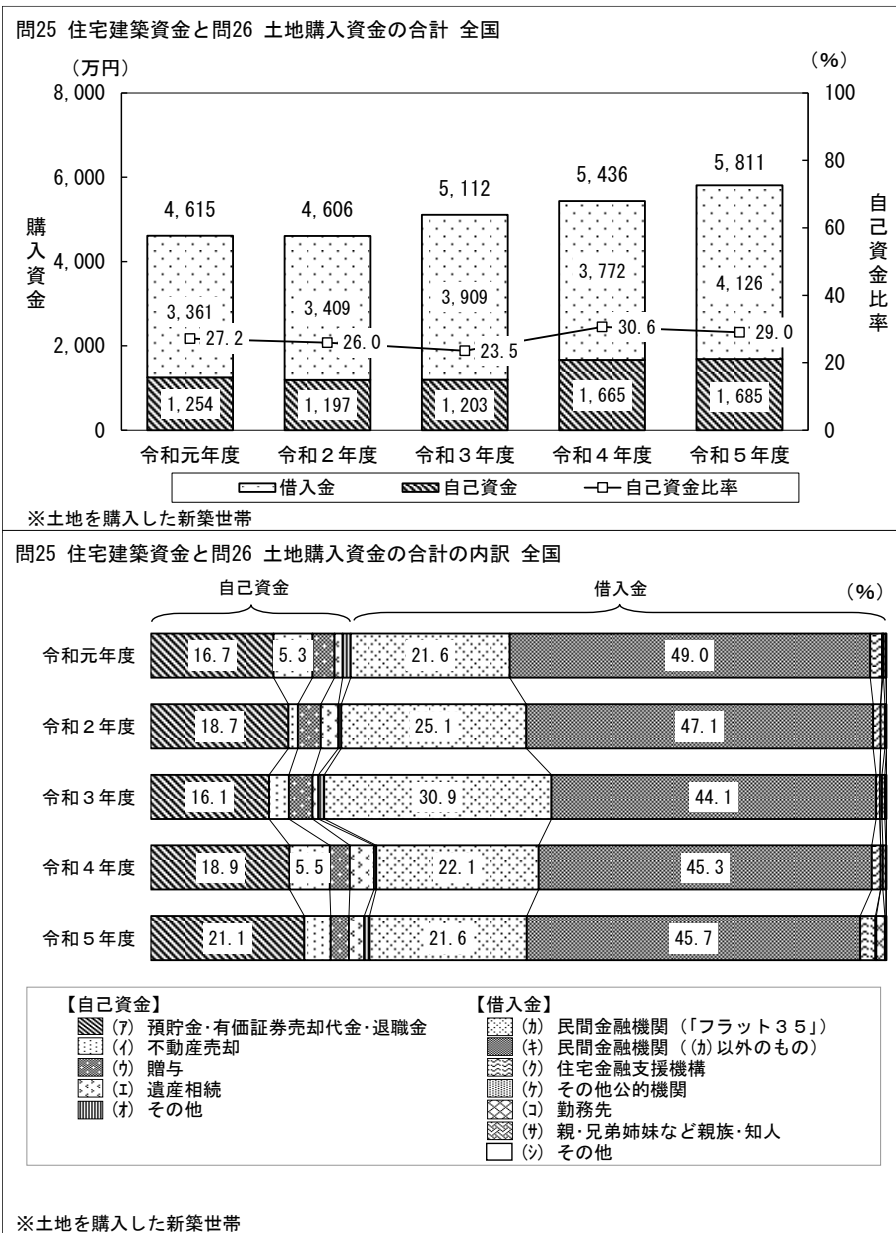 問25 住宅建築資金と問26 土地購入資金の合計 全国
（万円）
（%）
8,000
6,000
4,000
2,000
0
100
80
60
40
20
0
購入資金
自己資金比率
4,615
4,606
5,112
5,436
5,811
3,361
3,409
3,909
3,772
4,126
27.2
26.0
23.5
30.6
29.0
1,254
1,197
1,203
1,665
1,685
令和元年度
令和２年度
令和３年度
令和４年度
令和５年度
借入金
自己資金
自己資金比率
※土地を購入した新築世帯
問25 住宅建築資金と問26 土地購入資金の合計の内訳 全国
自己資金
借入金
（%）
令和元年度 16.7 5.3 21.6 49.0
令和２年度 18.7 25.1 47.1
令和３年度 16.1 30.9 44.1
令和４年度 18.9 5.5 22.1 45.3
令和５年度 21.1 21.6 45.7
【自己資金】
(ｱ) 預貯金･有価証券売却代金･退職金
(ｲ) 不動産売却
(ｳ) 贈与
(ｴ) 遺産相続
(ｵ) その他
【借入金】
(ｶ) 民間金融機関（｢フラット３５｣）
(ｷ) 民間金融機関（(ｶ)以外のもの）
(ｸ) 住宅金融支援機構
(ｹ) その他公的機関
(ｺ) 勤務先
(ｻ) 親･兄弟姉妹など親族･知人
(ｼ) その他
※土地を購入した新築世帯